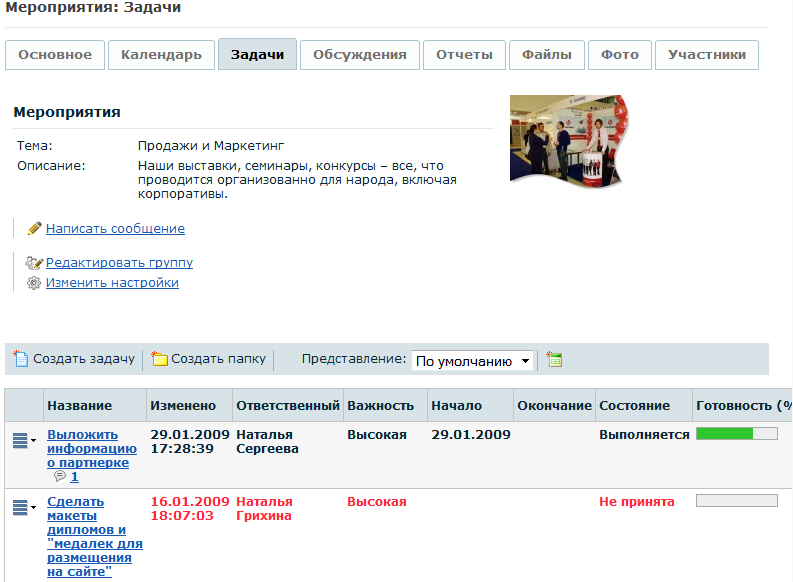 Мероприятия: Задачи
Основное Календарь Задачи Обсуждения Отчеты Файлы Фото Участники
Мероприятия
Тема: Продажи и Маркетинг
Описание: Наши выставки, семинары, конкурсы – все, что
проводится организованно для народа, включая
корпоративы.
Написать сообщение
Редактировать группу
Изменить настройки
Создать задачу Создать папку Представление: По умолчанию
Название Изменено Ответственный Важность Начало Окончание Состояние Готовность (%
Выложить 29.01.2009 Наталья Высокая 29.01.2009 Выполняется
информацию 17:28:39 Сергеева
о партнерке
1
Сделать 16.01.2009 Наталья Высокая Не принята
макеты 18:07:03 Грихина
дипломов и
"медалек для
размещения
на сайте"